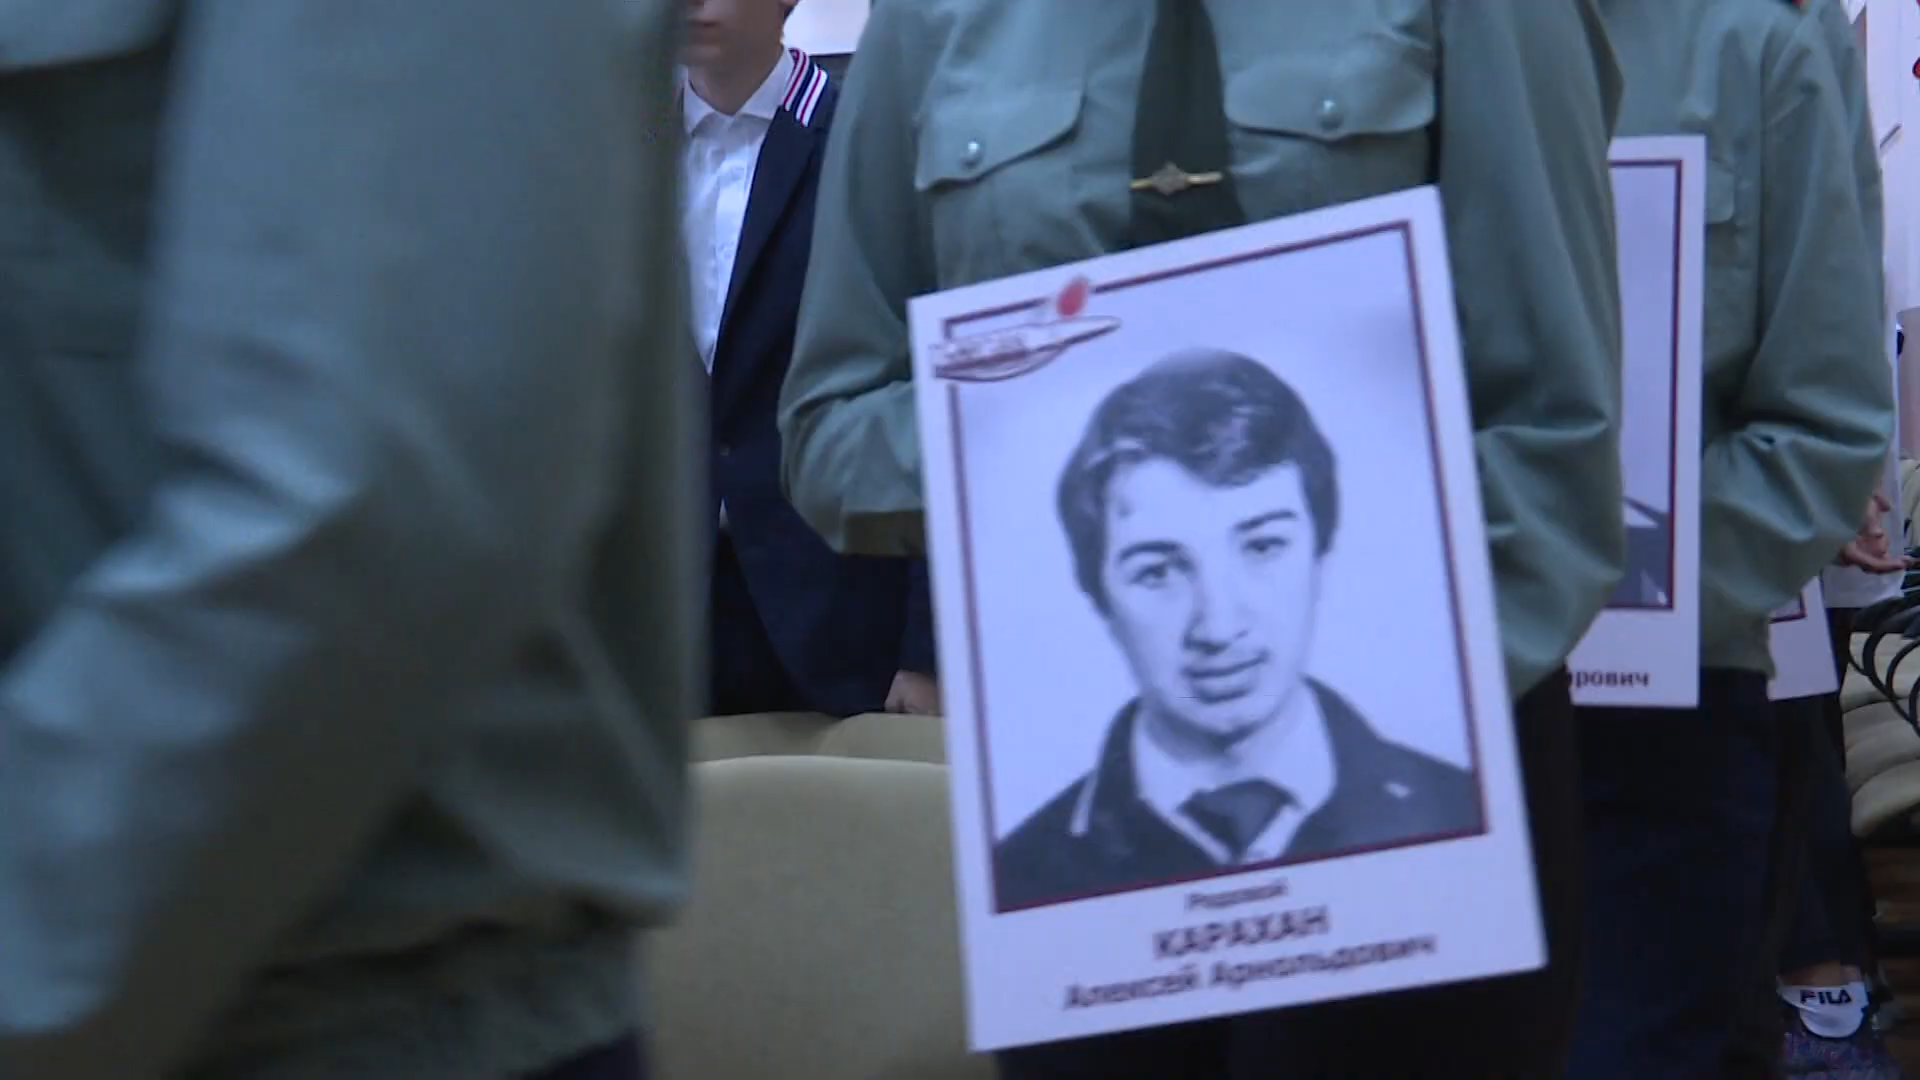 Рядовой
КАРАХАН
Алексей Арнольдович
рович
FILA